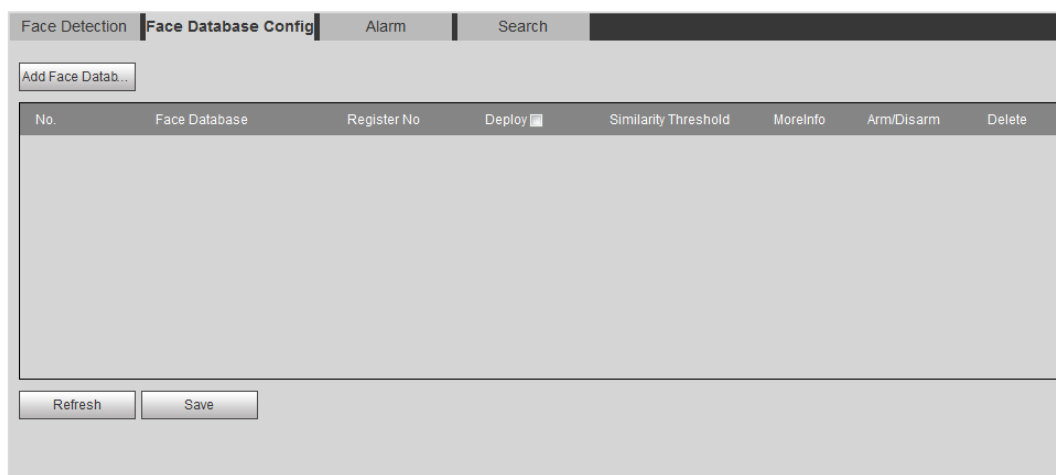 Face Detection Face Database Config Alarm Search
Add Face Datab...
No. Face Database Register No Deploy Similarity Threshold MoreInfo Arm/Disarm Delete
Refresh Save